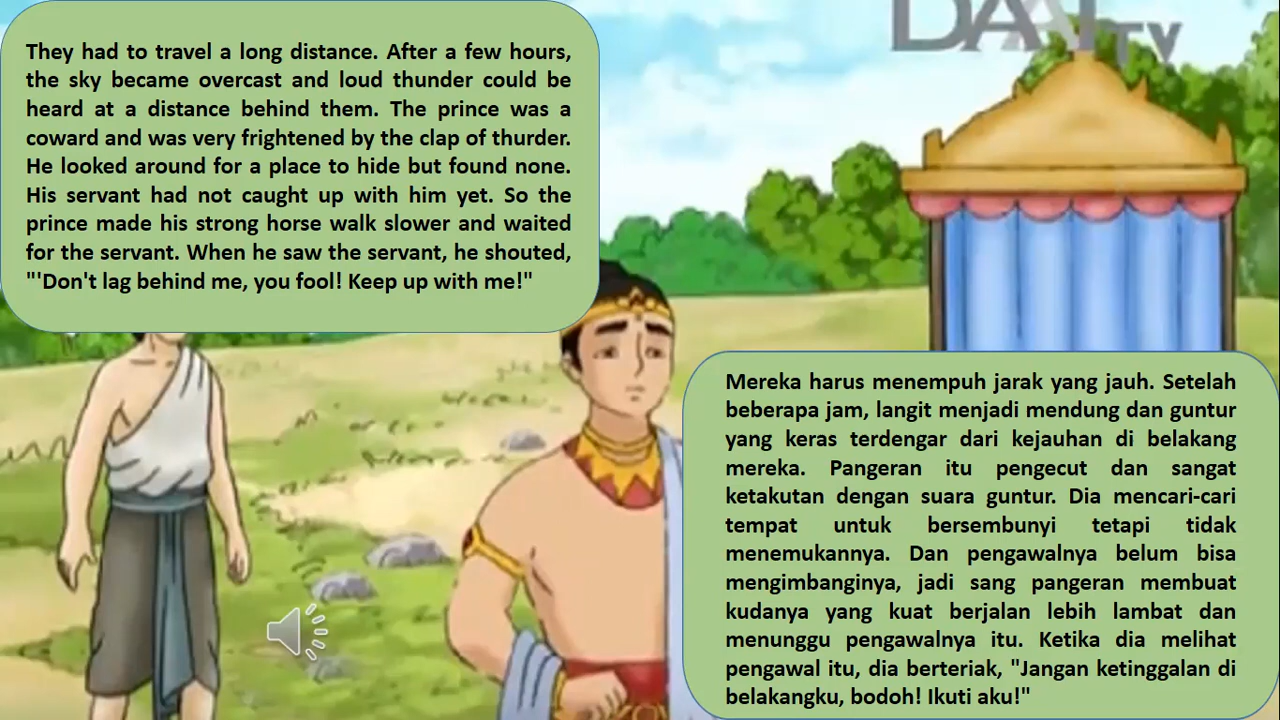 They had to travel a long distance. After a few hours,
the sky became overcast and loud thunder could be
heard at a distance behind them. The prince was a
coward and was very frightened by the clap of thurder.
He looked around for a place to hide but found none.
His servant had not caught up with him yet. So the
prince made his strong horse walk slower and waited
for the servant. When he saw the servant, he shouted,
"'Don't lag behind me, you fool! Keep up with me!"
Mereka harus menempuh jarak yang jauh. Setelah
beberapa jam, langit menjadi mendung dan guntur
yang keras terdengar dari kejauhan di belakang
mereka. Pangeran itu pengecut dan sangat
ketakutan dengan suara guntur. Dia mencari-cari
tempat untuk bersembunyi tetapi tidak
menemukannya. Dan pengawalnya belum bisa
mengimbanginya, jadi sang pangeran membuat
kudanya yang kuat berjalan lebih lambat dan
menunggu pengawalnya itu. Ketika dia melihat
pengawal itu, dia berteriak, "Jangan ketinggalan di
belakangku, bodoh! Ikuti aku!"